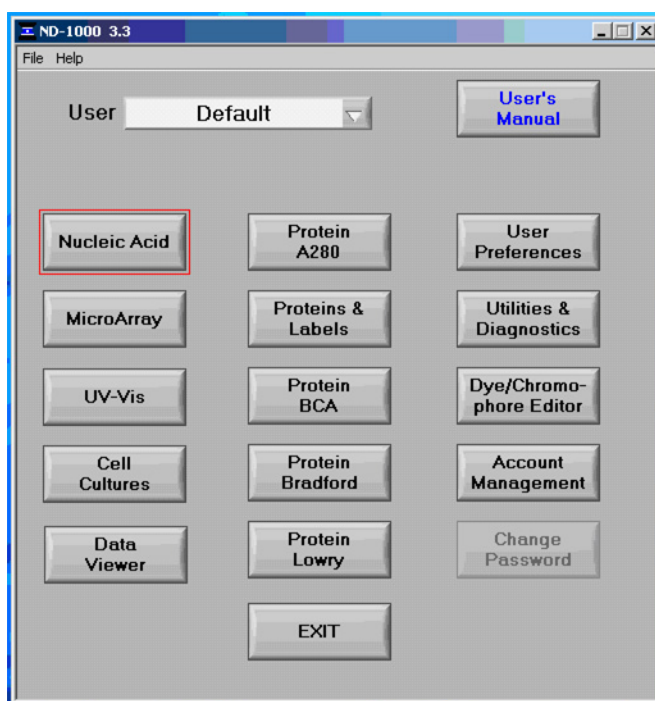 ND-1000 3.3
File Help
User Default
User's
Manual
Nucleic Acid
Protein
A280
User
Preferences
MicroArray
Proteins &
Labels
Utilities &
Diagnostics
UV-Vis
Protein
BCA
Dye/Chromo-
phore Editor
Cell
Cultures
Protein
Bradford
Account
Management
Data
Viewer
Protein
Lowry
Change
Password
EXIT